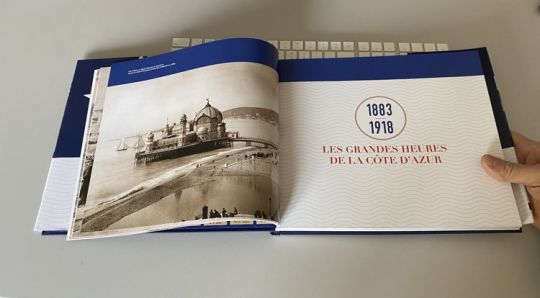 1883
1918
LES GRANDES HEURES
DE LA CÔTE D'AZUR